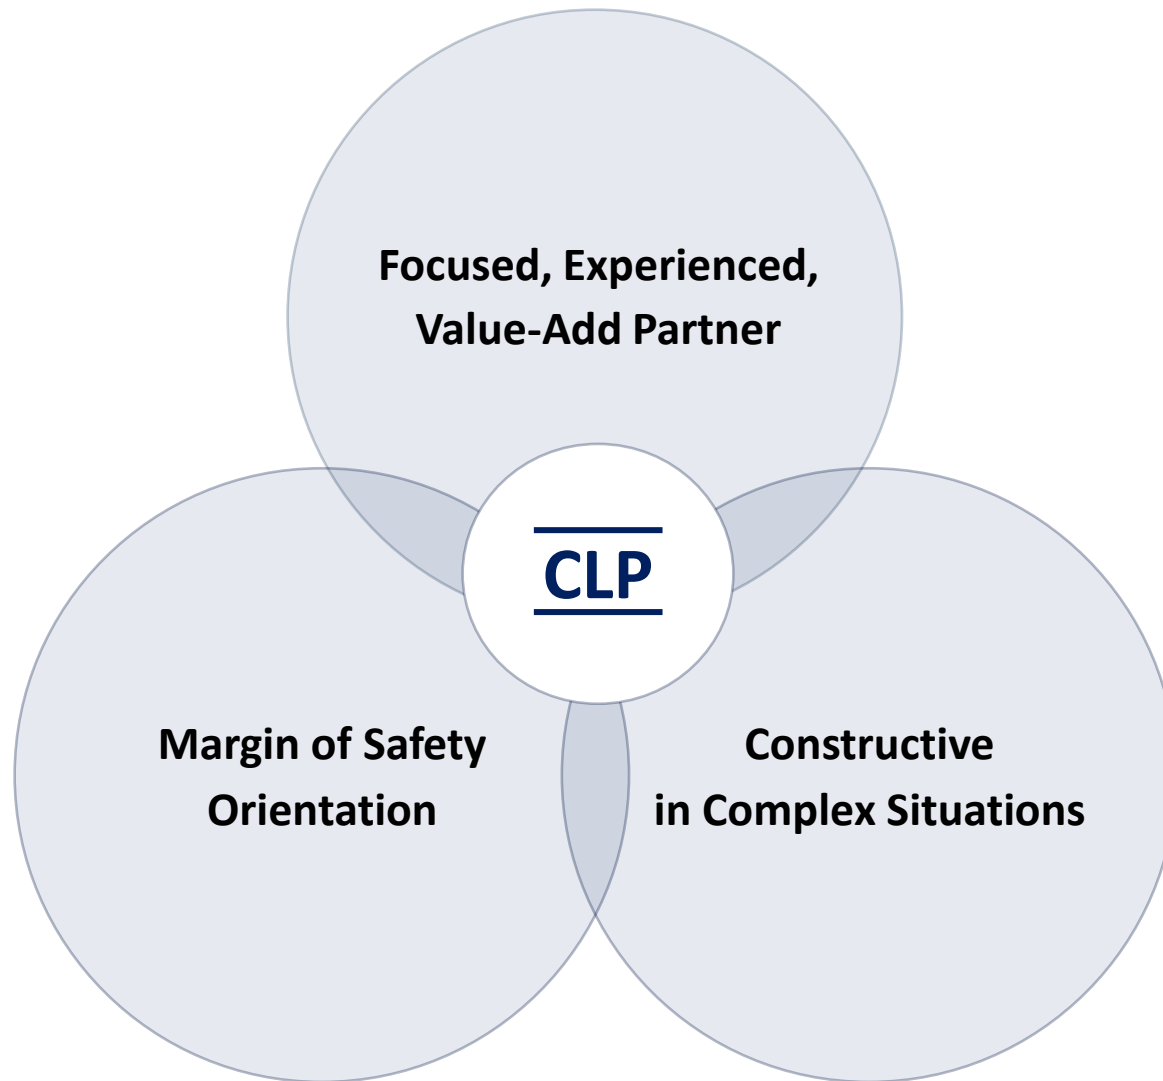 Focused, Experienced,
Value-Add Partner
CLP
Margin of Safety
Orientation
Constructive
in Complex Situations